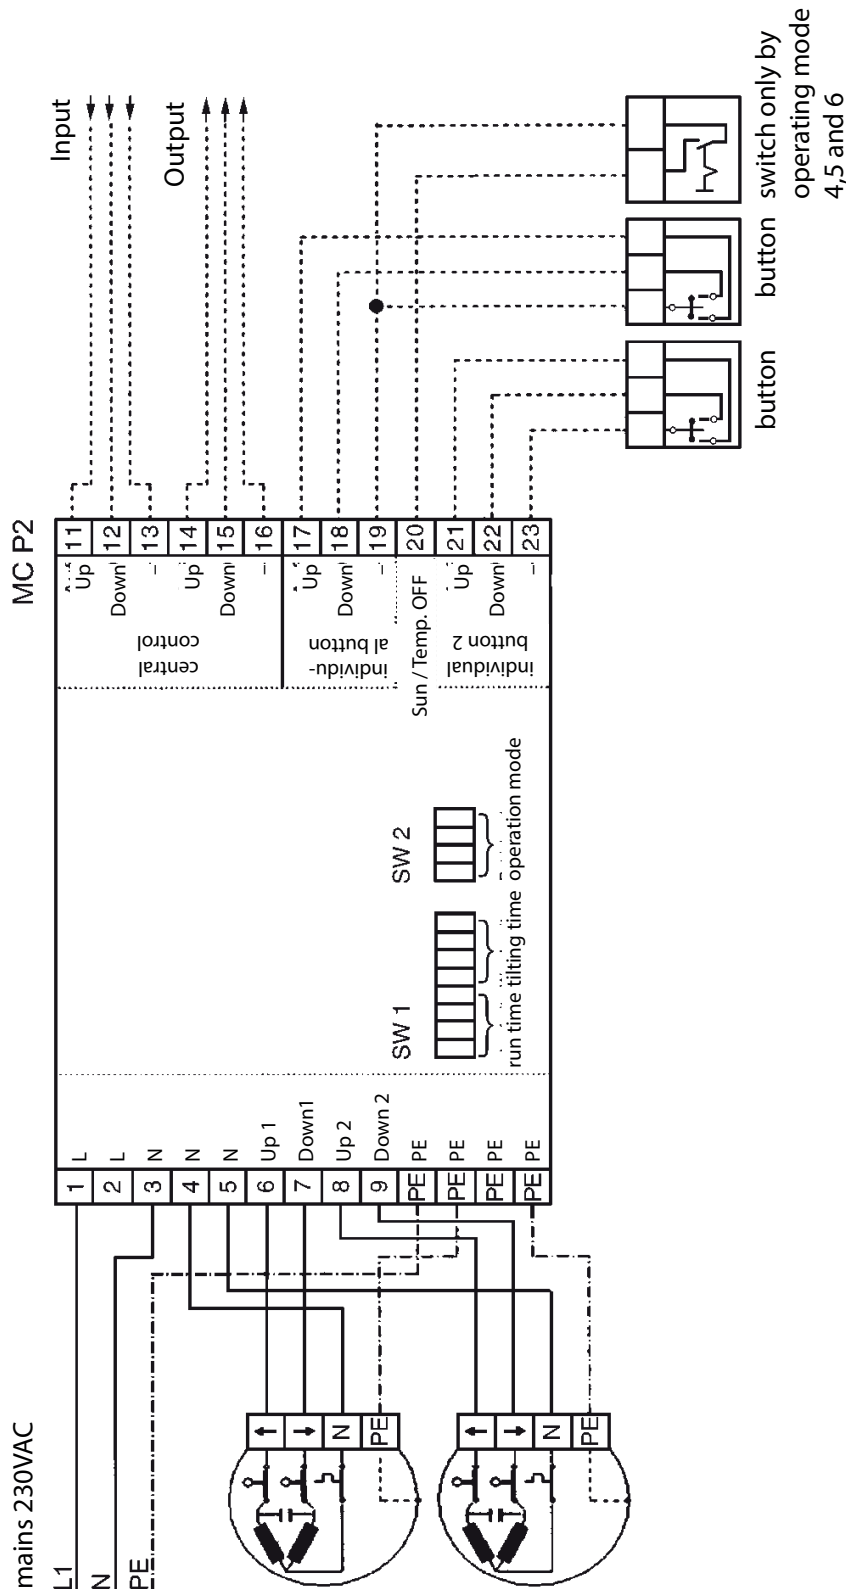 MC P2
Input
Output
11
12
13
14
15
16
17
18
19
20
21
22
23
Up
Down
–
Up
Down
–
Up
Down
–
Sun / Temp. OFF
Up
Down
–
central
control
individu-
al button
individual
button 2
switch only by
operating mode
4,5 and 6
button
button
SW 1
SW 2
run time
tilting time
operation mode
L
L
N
N
N
Up 1
Down1
Up 2
Down 2
PE
PE
PE
PE
1
2
3
4
5
6
7
8
9
PE
PE
PE
PE
mains 230VAC
L1
N
PE
↑
↓
N
PE
↑
↓
N
PE